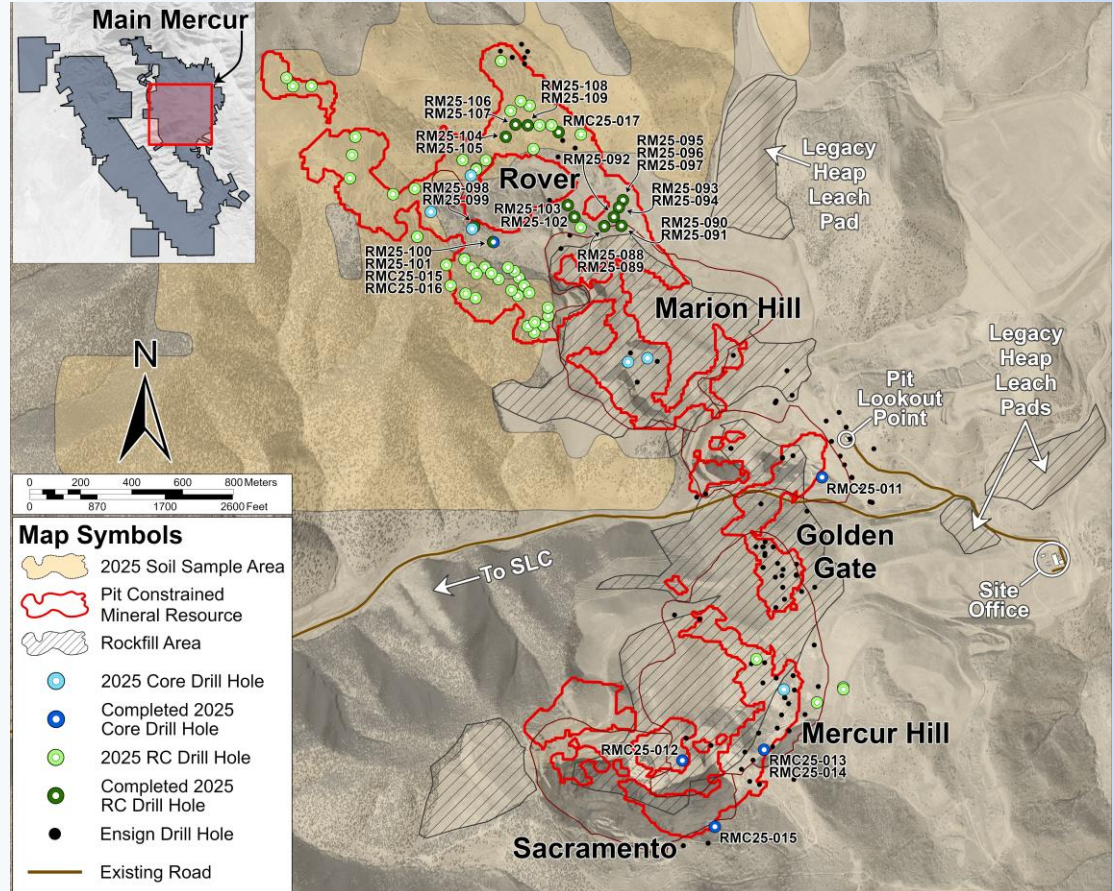 Main Mercur
RM25-106
RM25-107
RM25-108
RM25-109
RMC25-017
RM25-104
RM25-105
RM25-092
RM25-095
RM25-096
RM25-097
Legacy
Heap
Leach
Pad
Rover
RM25-098
RM25-099
RM25-093
RM25-094
RM25-103
RM25-102
RM25-090
RM25-091
RM25-100
RM25-101
RMC25-015
RMC25-016
RM25-088
RM25-089
Marion Hill
N
Legacy
Heap
Leach
Pads
Pit
Lookout
Point
0 200 400 600 800 Meters
0 870 1700 2600 Feet
RMC25-011
Golden
Gate
To SLC
Site
Office
Map Symbols
2025 Soil Sample Area
Pit Constrained
Mineral Resource
Rockfill Area
2025 Core Drill Hole
Completed 2025
Core Drill Hole
2025 RC Drill Hole
Completed 2025
RC Drill Hole
Ensign Drill Hole
Existing Road
Mercur Hill
RMC25-012
RMC25-013
RMC25-014
Sacramento
RMC25-015